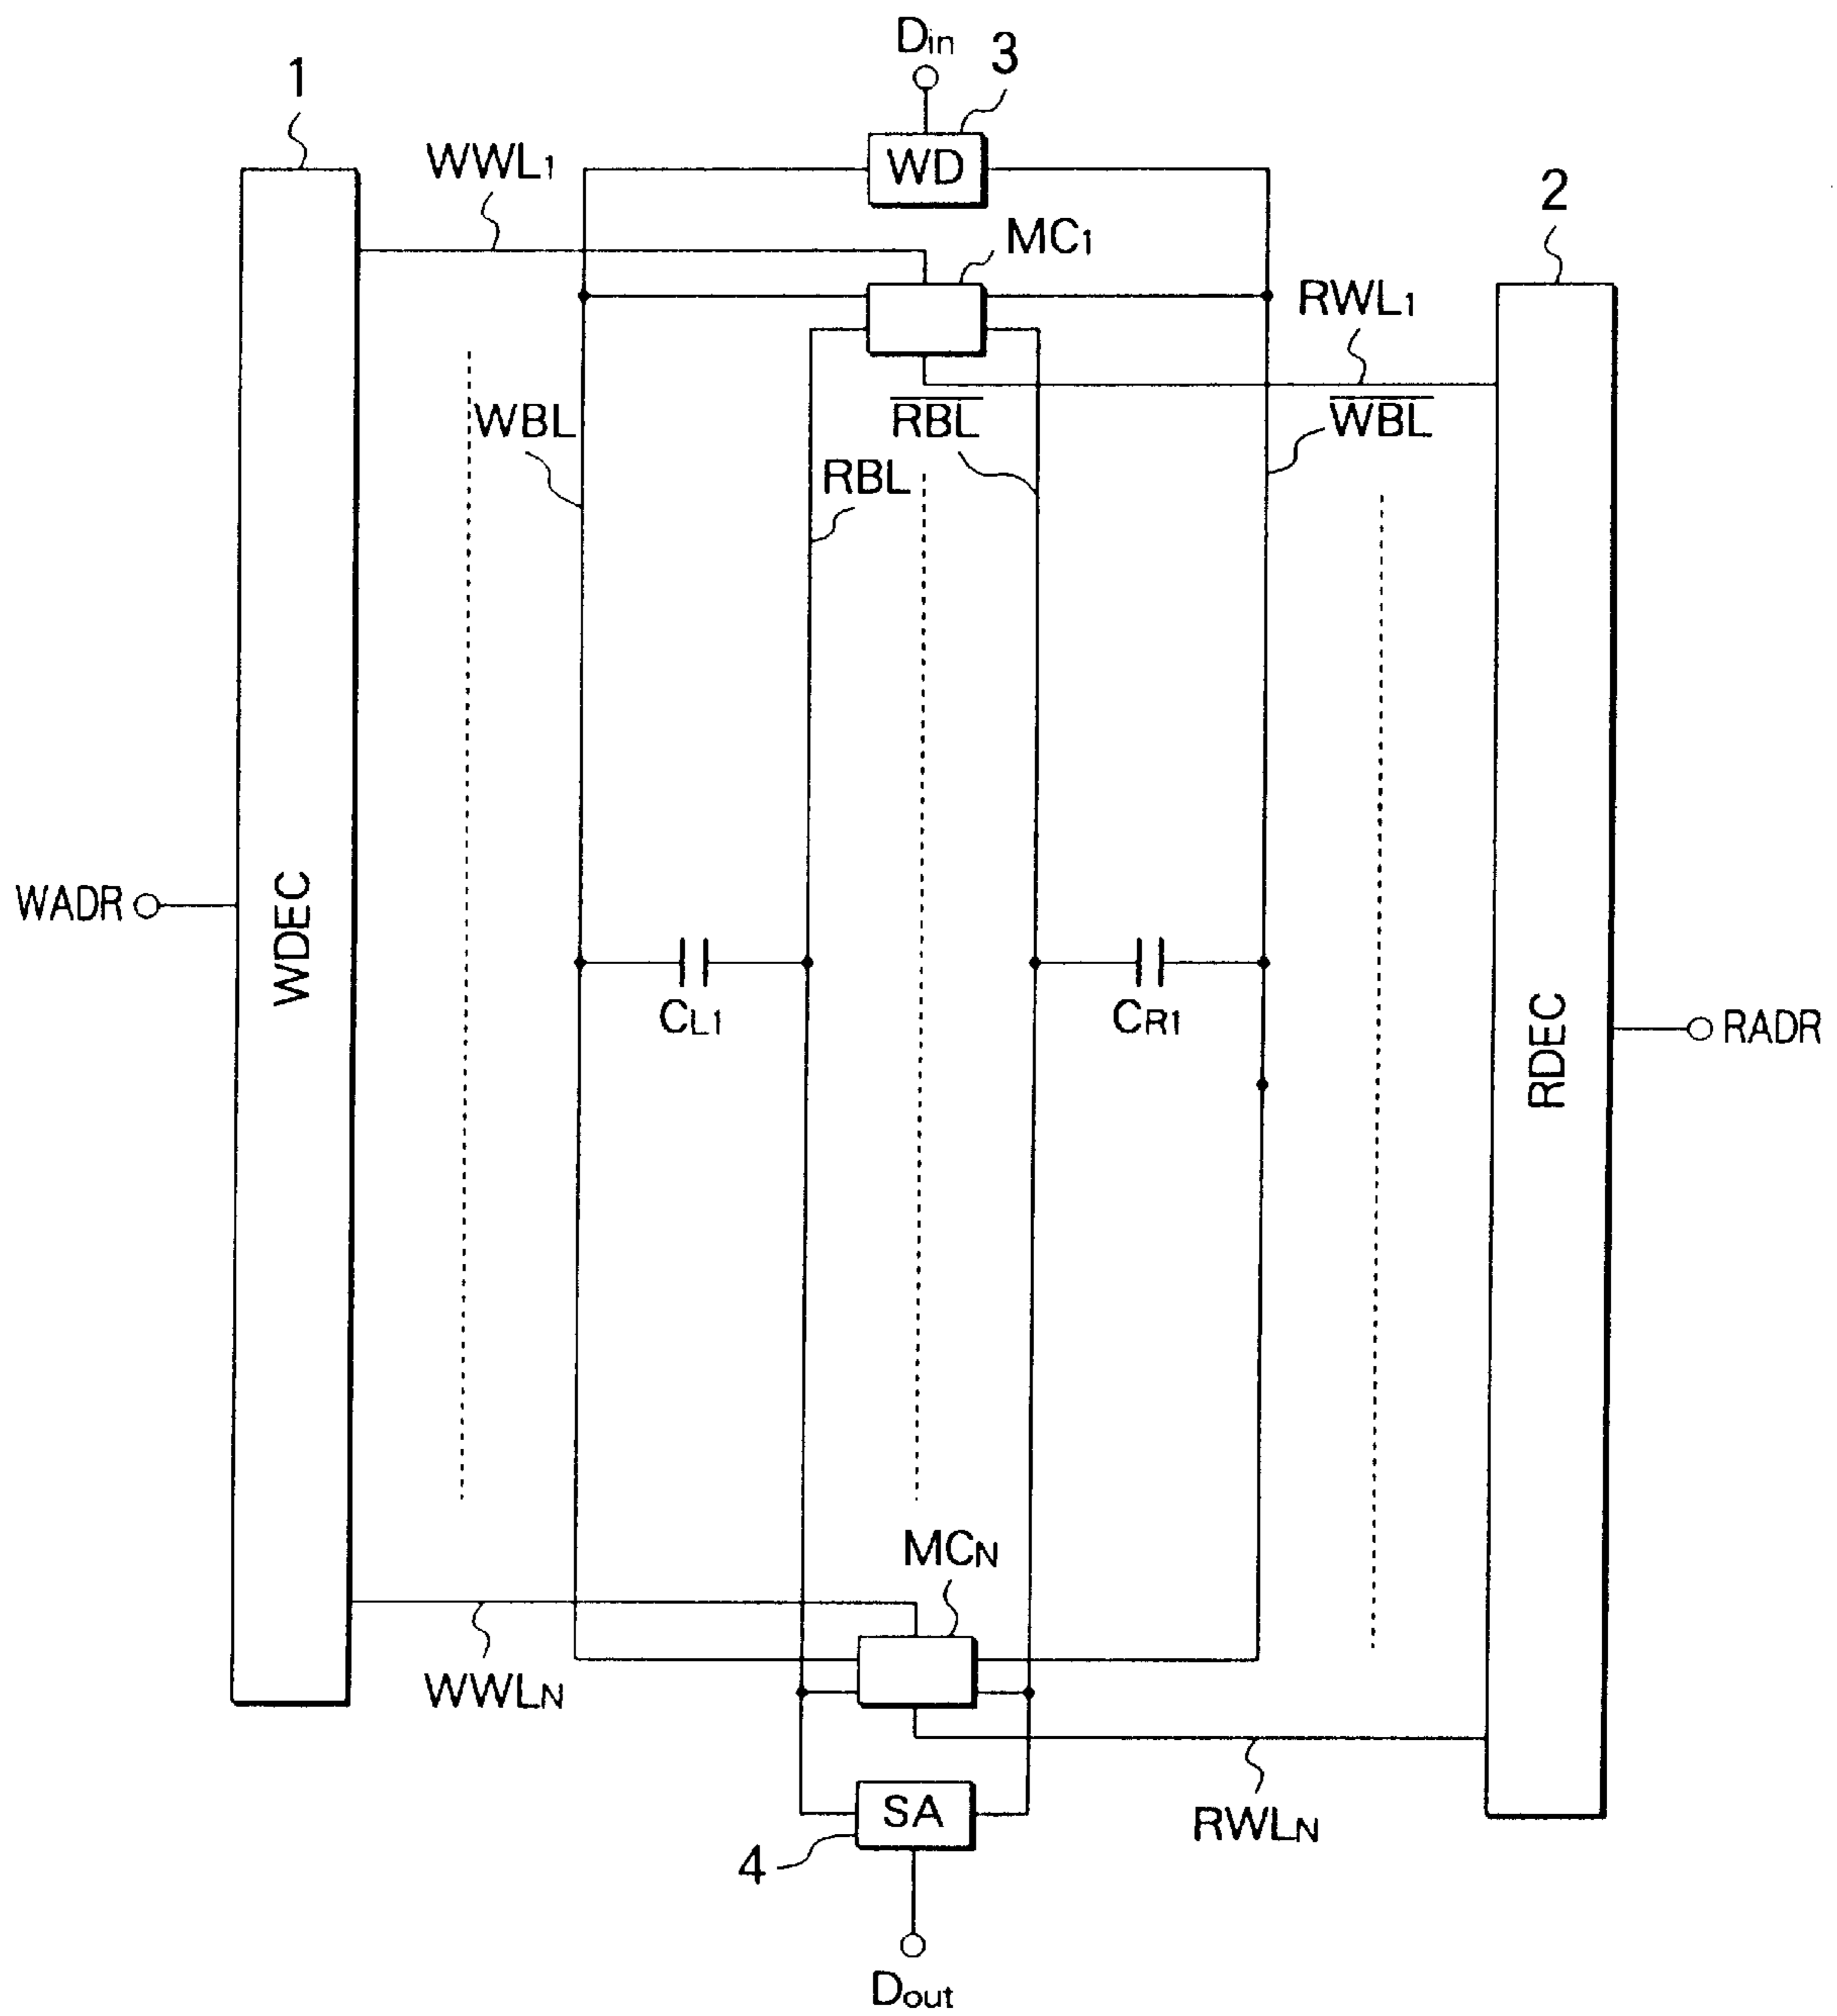 Din
3
1
WWL1
WD
2
MC1
RWL1
WBL
RBL
WBL
RBL
WADR
WDEC
CL1
CR1
RDEC
RADR
MCN
WWLN
SA
RWLN
4
Dout